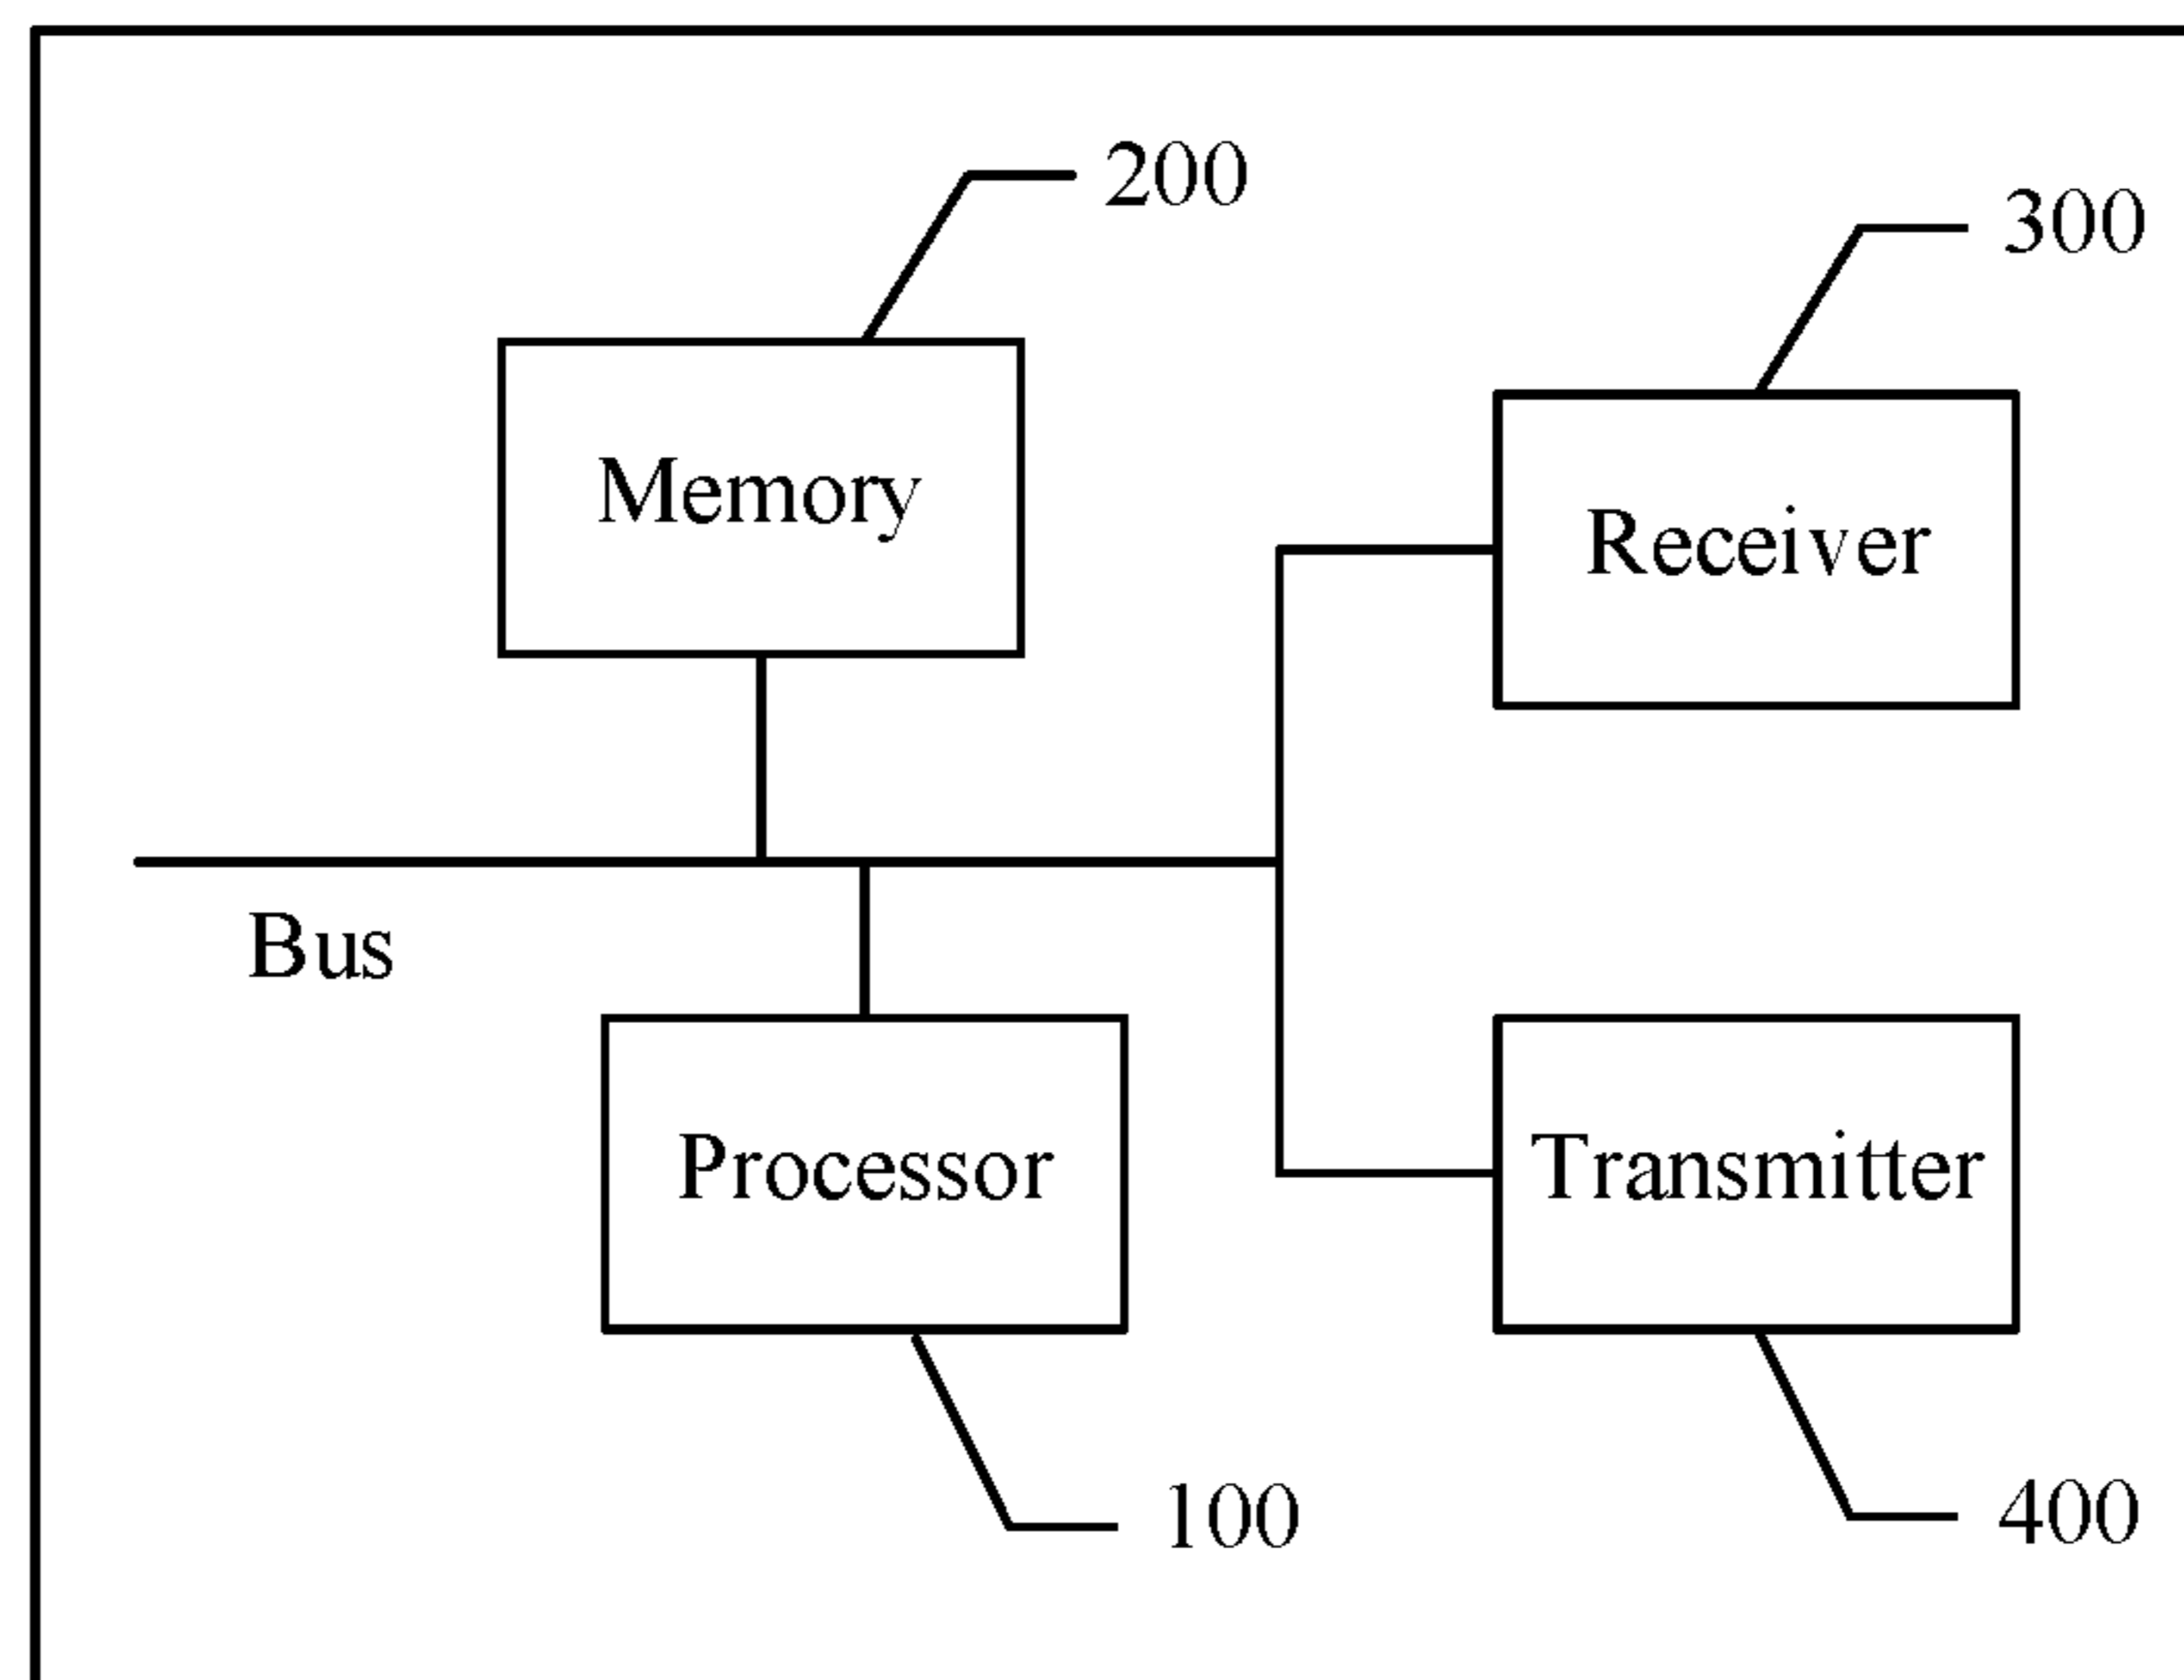 200
300
Memory
Receiver
Bus
Processor
Transmitter
100
400